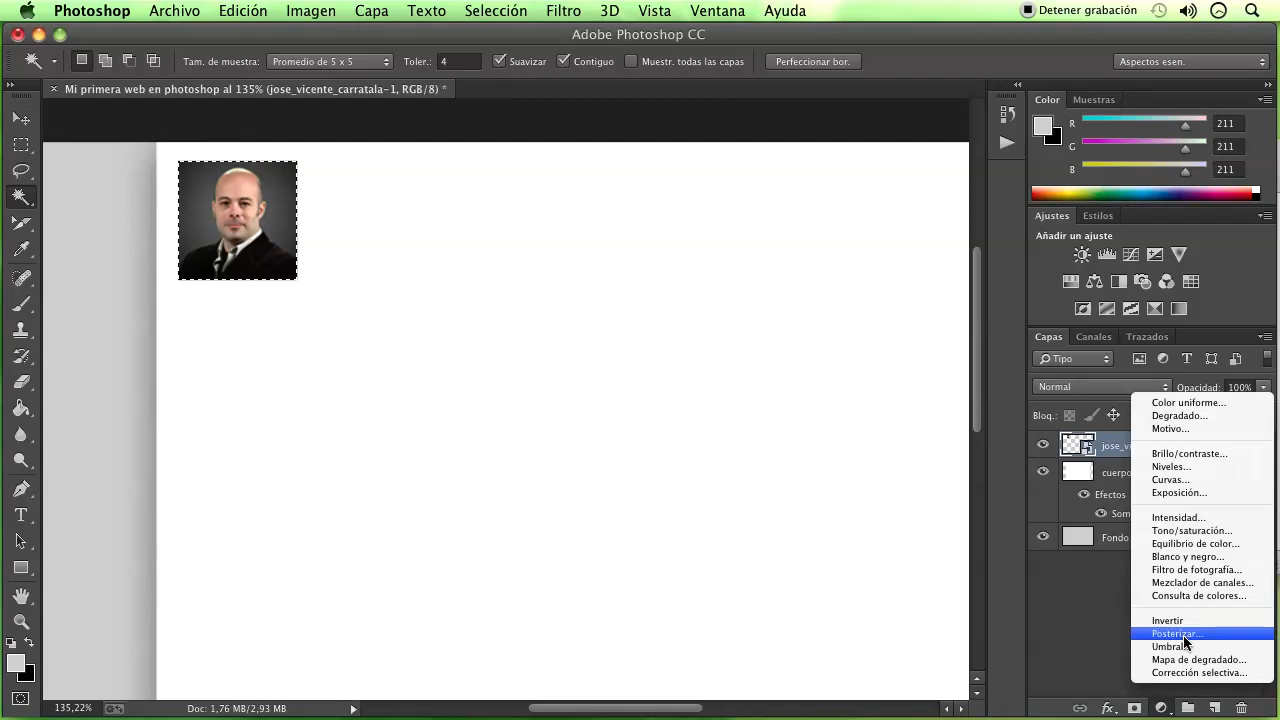 Photoshop Archivo Edición Imagen Capa Texto Selección Filtro 3D Vista Ventana Ayuda Detener grabación
Adobe Photoshop CC
Tam. de muestra: Promedio de 5 x 5 Toler.: 4 Suavizar Contiguo Muestr. todas las capas Perfeccionar bor. Aspectos esen.
Mi primera web en photoshop al 135% (jose_vicente_carratala-1, RGB/8) *
Color Muestras
R 211
G 211
B 211
Ajustes Estilos
Añadir un ajuste
Capas Canales Trazados
Tipo
Normal Opacidad: 100%
Bloq.:
jose_vi
cuerpo
Efectos
Som
Fondo
Color uniforme...
Degradado...
Motivo...
Brillo/contraste...
Niveles...
Curvas...
Exposición...
Intensidad...
Tono/saturación...
Equilibrio de color...
Blanco y negro...
Filtro de fotografía...
Mezclador de canales...
Consulta de colores...
Invertir
Posterizar...
Umbral
Mapa de degradado...
Corrección selectiva...
135,22% Doc: 1,76 MB/2,93 MB